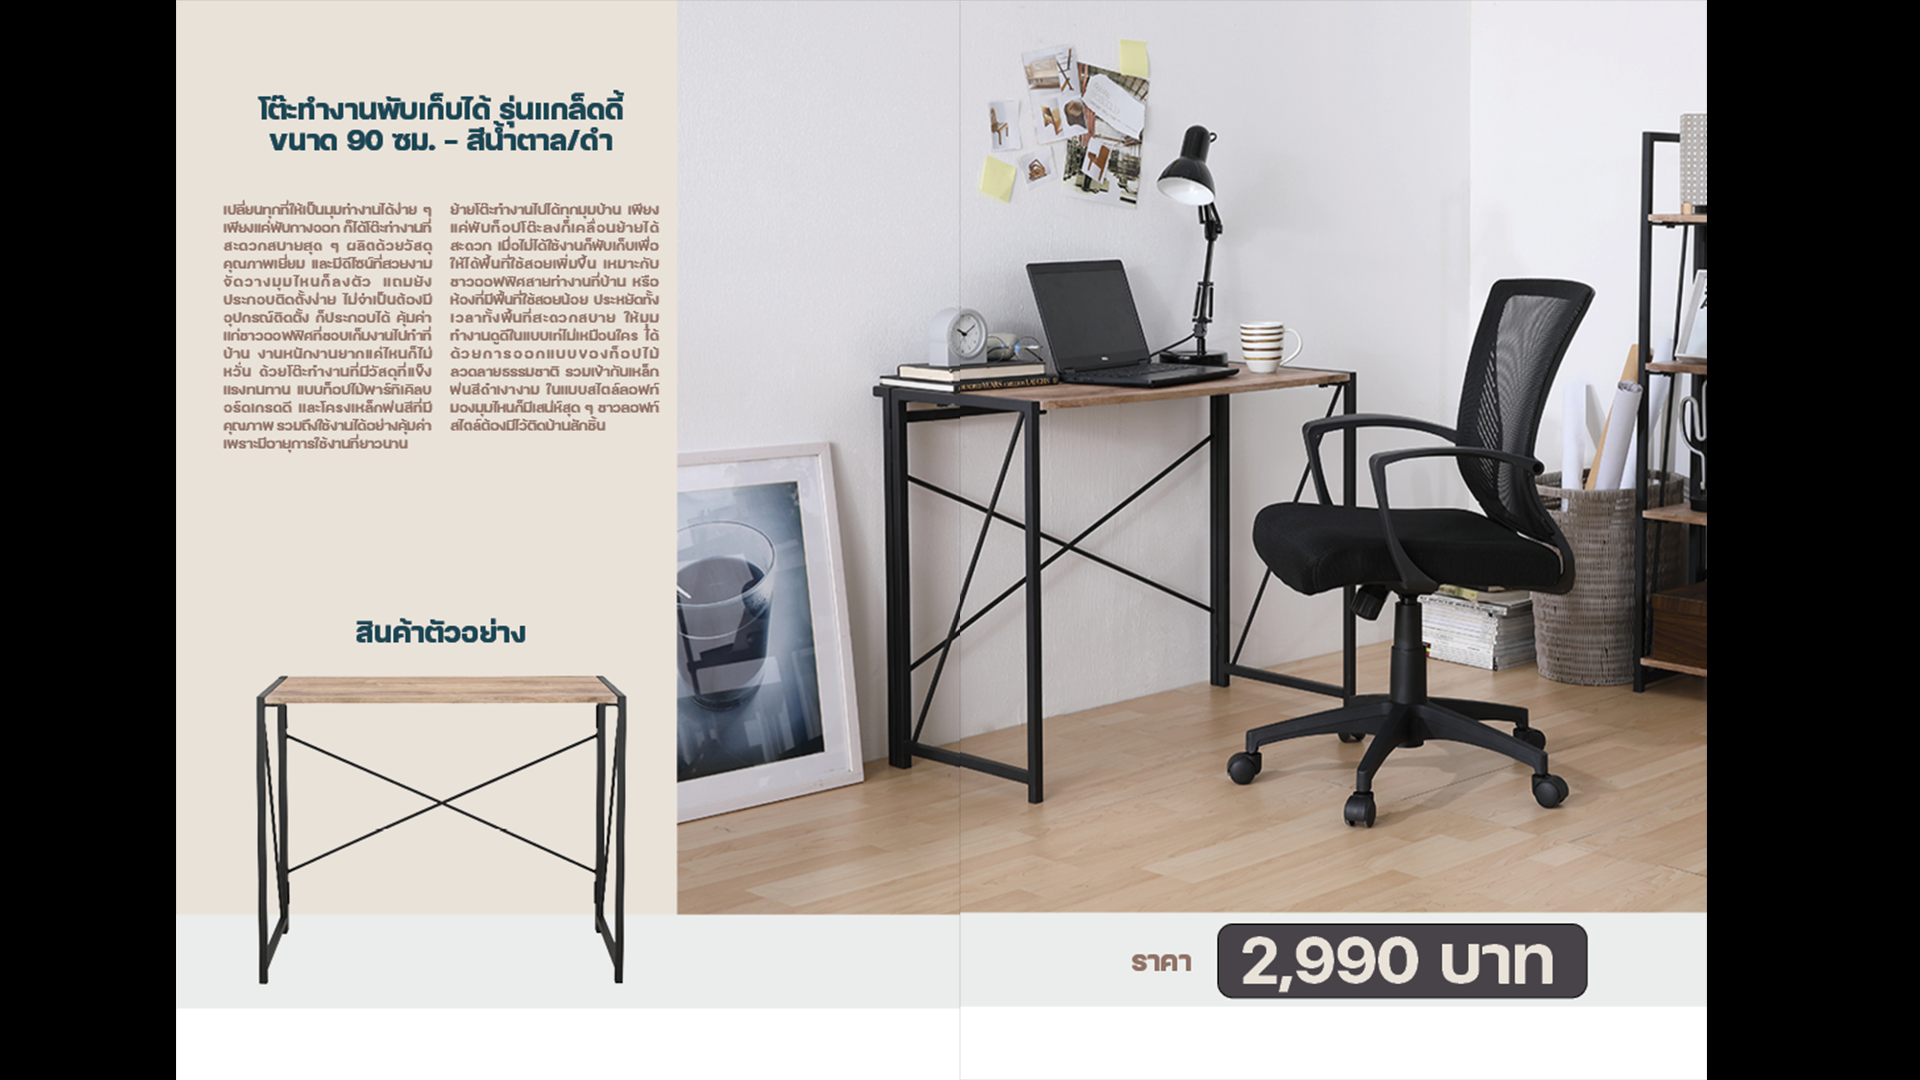 โต๊ะทำงานพับเก็บได้ รุ่นแกล็ดดี้
ขนาด 90 ซม. - สีน้ำตาล/ดำ
เปลี่ยนทุกที่ให้เป็นมุมทำงานได้ง่าย ๆ
เพียงแค่พับกางออก ก็ได้โต๊ะทำงานที่
สะดวกสบายสุด ๆ ผลิตด้วยวัสดุ
คุณภาพเยี่ยม และมีดีไซน์ที่สวยงาม
จัดวางมุมไหนก็ลงตัว แถมยัง
ประกอบติดตั้งง่าย ไม่จำเป็นต้องมี
อุปกรณ์ติดตั้ง ก็ประกอบได้ คุ้มค่า
แก่ชาวออฟฟิศที่ชอบเก็บงานไปทำที่
บ้าน งานหนักงานยากแค่ไหนก็ไม่
หวั่น ด้วยโต๊ะทำงานที่มีวัสดุที่แข็ง
แรงทนทาน แบบท็อปไม้พาร์ทิเคิลบ
อร์ดเกรดดี และโครงเหล็กพ่นสีที่มี
คุณภาพ รวมถึงใช้งานได้อย่างคุ้มค่า
เพราะมีอายุการใช้งานที่ยาวนาน
ย้ายโต๊ะทำงานไปได้ทุกมุมบ้าน เพียง
แค่พับท็อปโต๊ะลงก็เคลื่อนย้ายได้
สะดวก เมื่อไม่ได้ใช้งานก็พับเก็บเพื่อ
ให้ได้พื้นที่ใช้สอยเพิ่มขึ้น เหมาะกับ
ชาวออฟฟิศสายทำงานที่บ้าน หรือ
ห้องที่มีพื้นที่ใช้สอยน้อย ประหยัดทั้ง
เวลาทั้งพื้นที่สะดวกสบาย ให้มุม
ทำงานดูดีในแบบเท่ไม่เหมือนใคร ได้
ด้วยการออกแบบของท็อปไม้
ลวดลายธรรมชาติ รวมเข้ากับเหล็ก
พ่นสีดำเงางาม ในแบบสไตล์ลอฟท์
มองมุมไหนก็มีเสน่ห์สุด ๆ ชาวลอฟท์
สไตล์ต้องมีไว้ติดบ้านสักชิ้น
สินค้าตัวอย่าง
ราคา 2,990 บาท